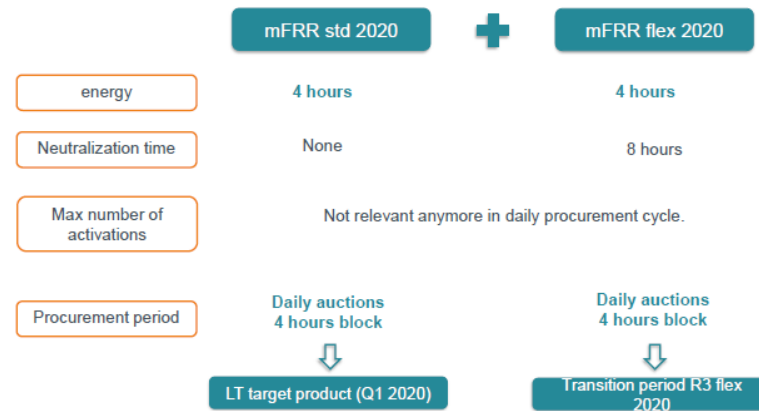 mFRR std 2020
mFRR flex 2020
energy
4 hours
4 hours
Neutralization time
None
8 hours
Max number of
activations
Not relevant anymore in daily procurement cycle.
Procurement period
Daily auctions
4 hours block
Daily auctions
4 hours block
LT target product (Q1 2020)
Transition period R3 flex
2020